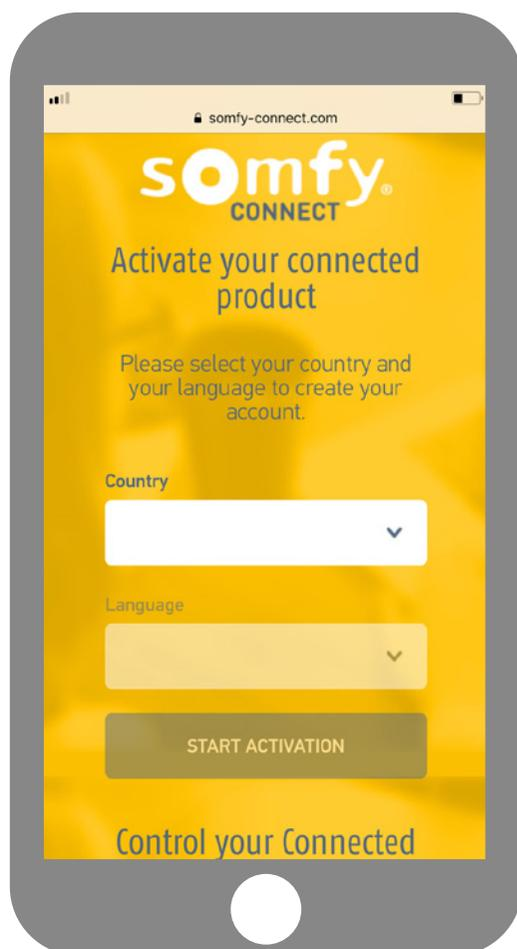 somfy-connect.com
somfy®
CONNECT
Activate your connected
product
Please select your country and
your language to create your
account.
Country
Language
START ACTIVATION
Control your Connected